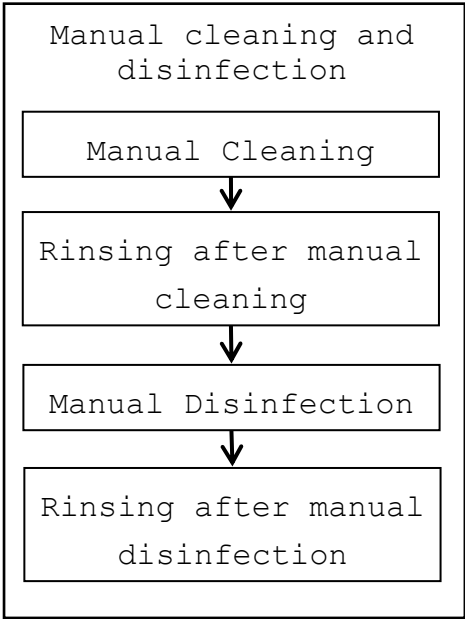 Manual cleaning and
disinfection
Manual Cleaning
Rinsing after manual
cleaning
Manual Disinfection
Rinsing after manual
disinfection